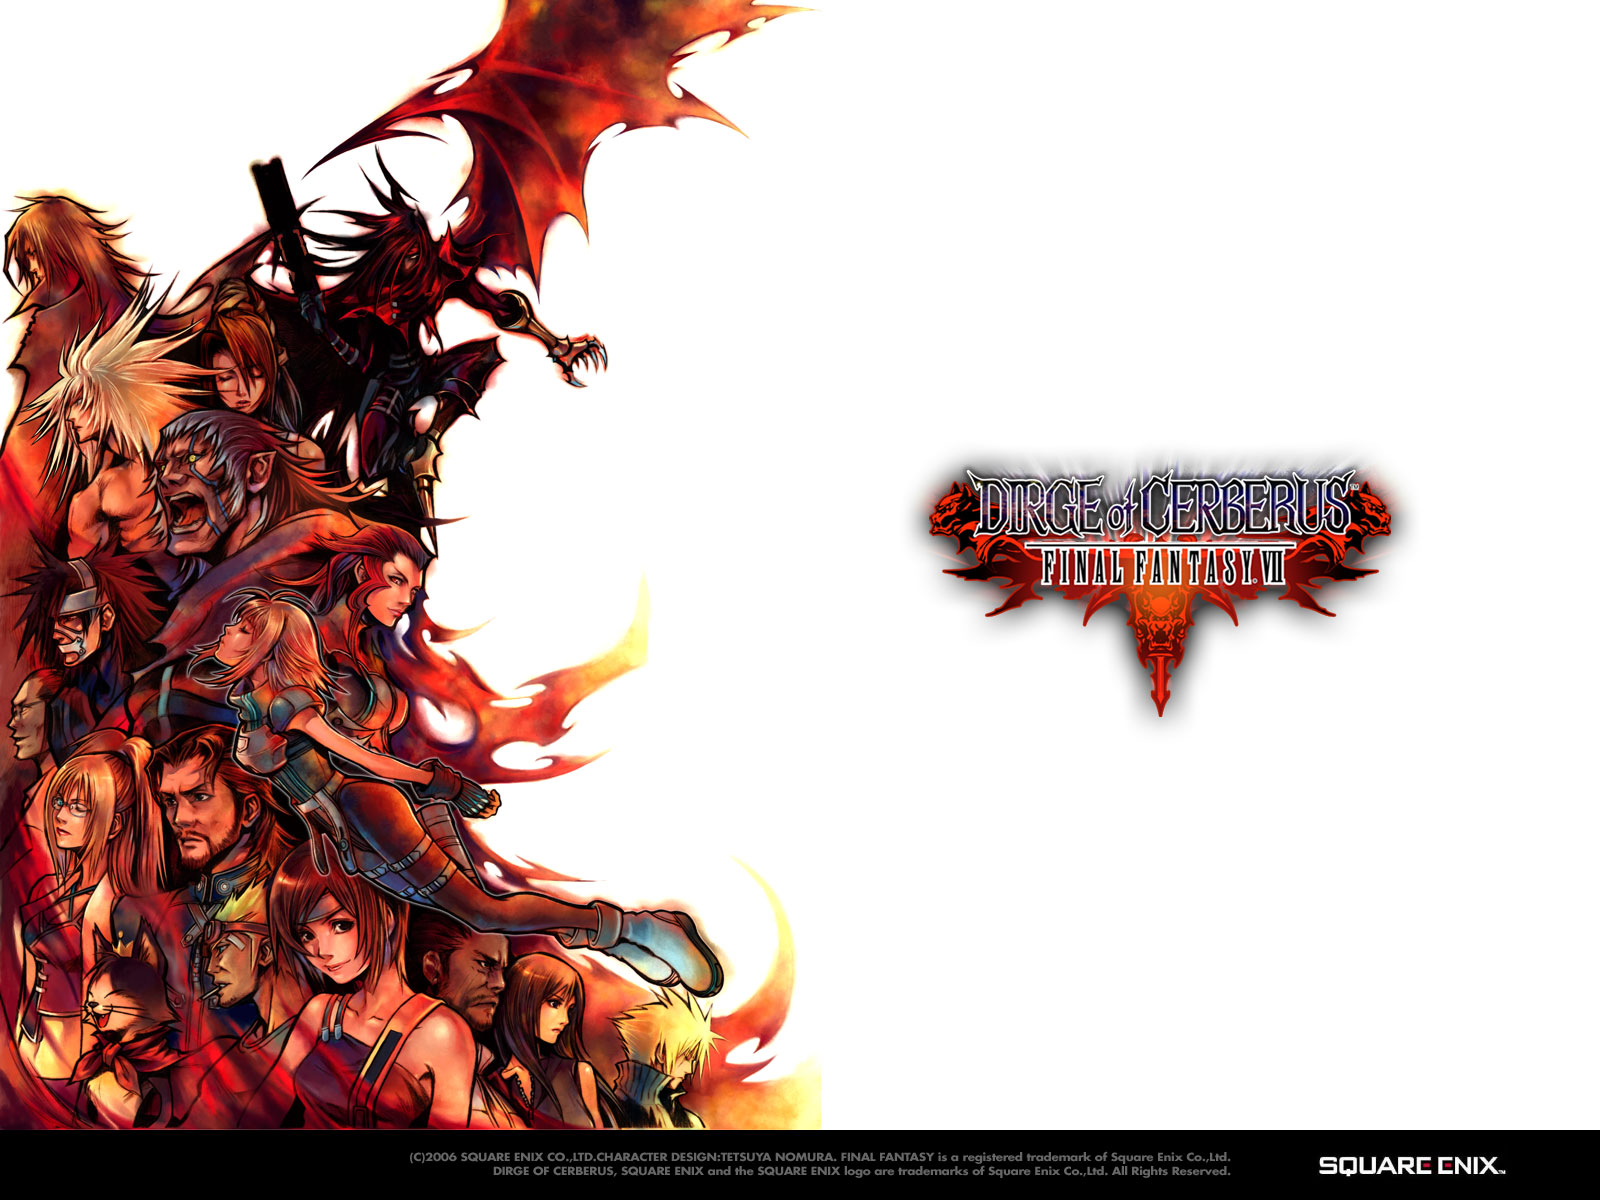 DIRGE of CERBERUS™
FINAL FANTASY® VII
(C)2006 SQUARE ENIX CO.,LTD.CHARACTER DESIGN:TETSUYA NOMURA. FINAL FANTASY is a registered trademark of Square Enix Co.,Ltd.
DIRGE OF CERBERUS, SQUARE ENIX and the SQUARE ENIX logo are trademarks of Square Enix Co.,Ltd. All Rights Reserved.
SQUARE ENIX™